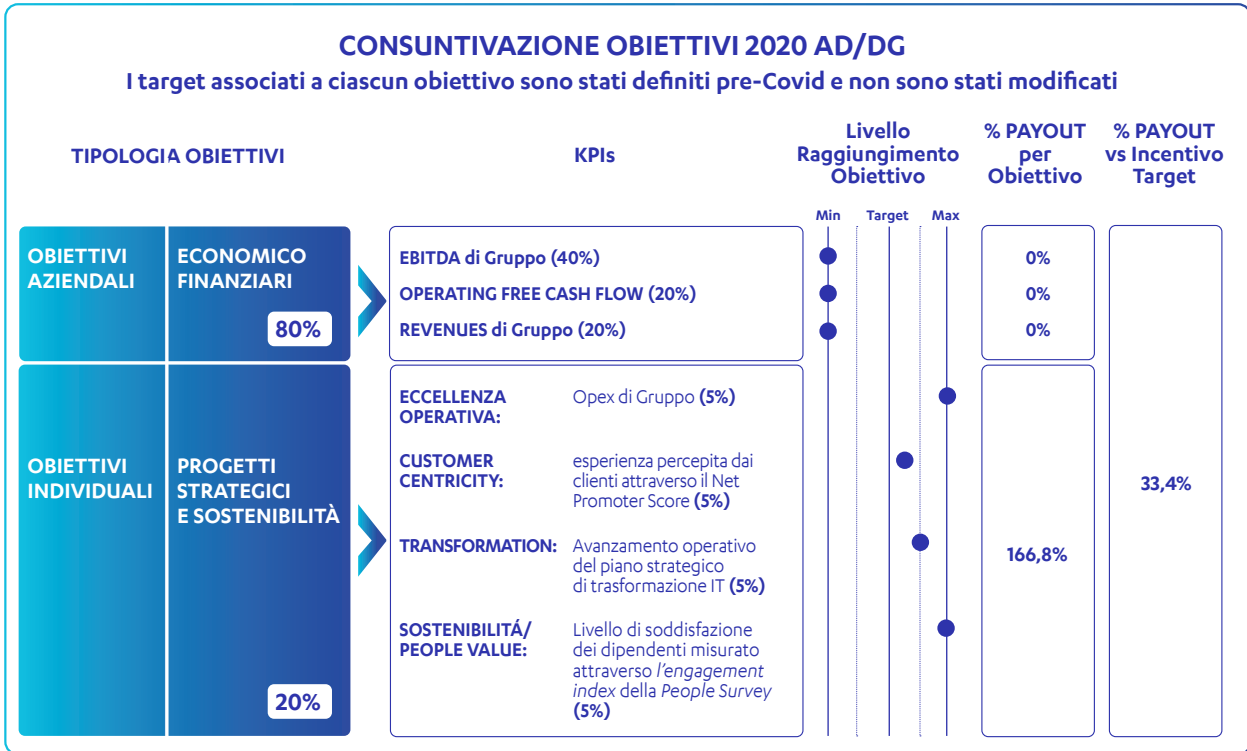 CONSUNTIVAZIONE OBIETTIVI 2020 AD/DG
I target associati a ciascun obiettivo sono stati definiti pre-Covid e non sono stati modificati
TIPOLOGIA OBIETTIVI
KPIs
Livello
Raggiungimento
Obiettivo
% PAYOUT
per
Obiettivo
% PAYOUT
vs Incentivo
Target
Min
Target
Max
OBIETTIVI
AZIENDALI
ECONOMICO
FINANZIARI
80%
EBITDA di Gruppo (40%)
0%
OPERATING FREE CASH FLOW (20%)
0%
REVENUES di Gruppo (20%)
0%
OBIETTIVI
INDIVIDUALI
PROGETTI
STRATEGICI
E SOSTENIBILITÀ
20%
ECCELLENZA
OPERATIVA:
Opex di Gruppo (5%)
CUSTOMER
CENTRICITY:
esperienza percepita dai
clienti attraverso il Net
Promoter Score (5%)
TRANSFORMATION:
Avanzamento operativo
del piano strategico
di trasformazione IT (5%)
SOSTENIBILITÁ/
PEOPLE VALUE:
Livello di soddisfazione
dei dipendenti misurato
attraverso l'engagement
index della People Survey
(5%)
166,8%
33,4%